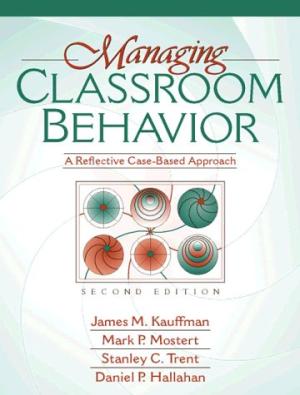 Managing
CLASSROOM
BEHAVIOR
A Reflective Case-Based Approach
SECOND EDITION
James M. Kauffman
Mark P. Mostert
Stanley C. Trent
Daniel P. Hallahan